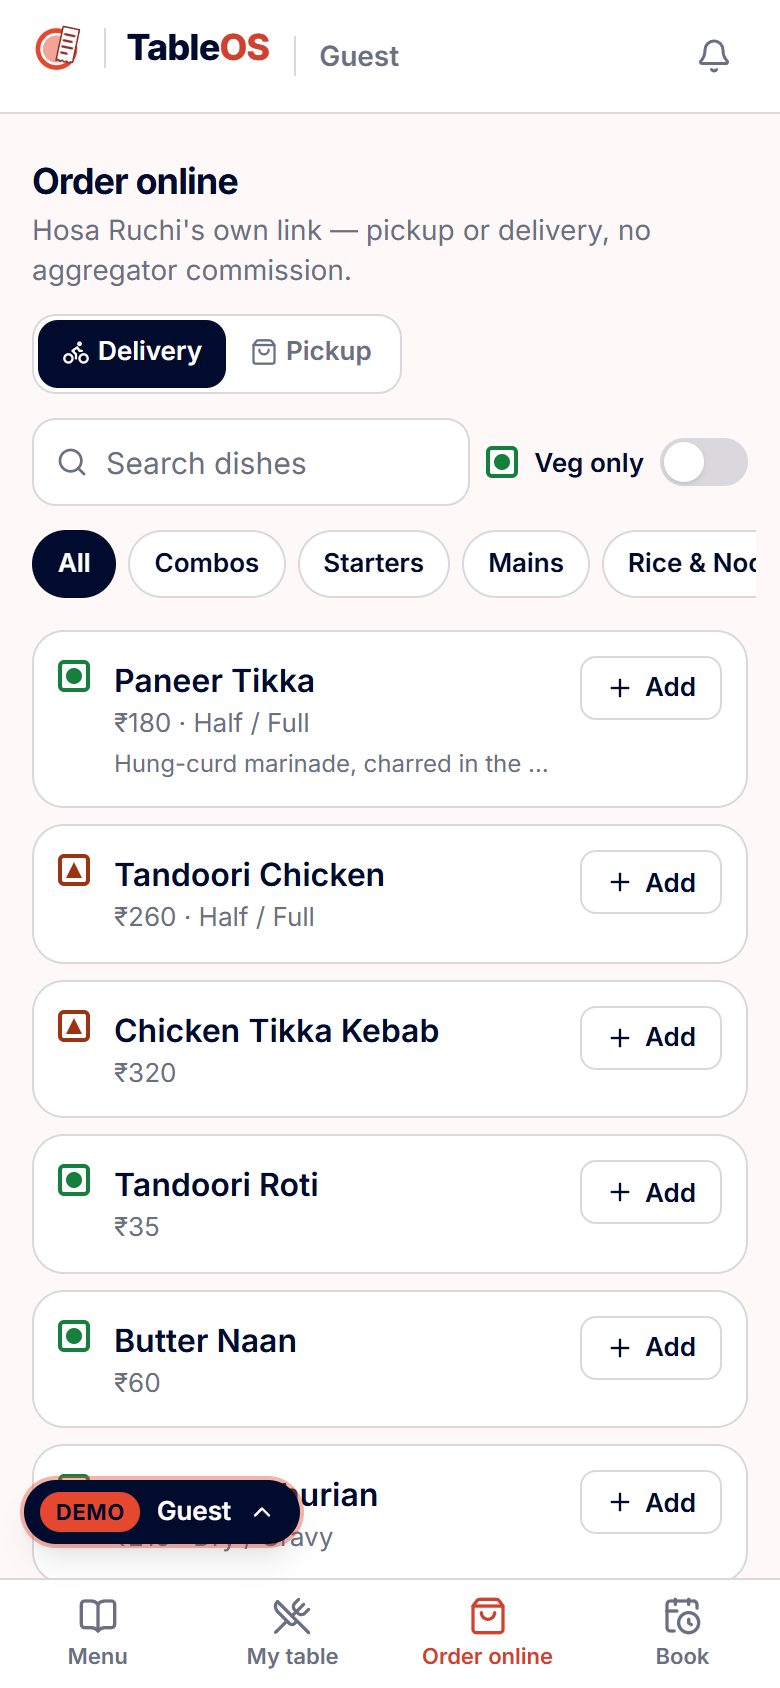 TableOS
Guest
Order online
Hosa Ruchi's own link — pickup or delivery, no
aggregator commission.
Delivery
Pickup
Search dishes
Veg only
All
Combos
Starters
Mains
Rice &
Paneer Tikka
₹180 · Half / Full
Hung-curd marinade, charred in the ...
Add
Tandoori Chicken
₹260 · Half / Full
Add
Chicken Tikka Kebab
₹320
Add
Tandoori Roti
₹35
Add
Butter Naan
₹60
Add
DEMO Guest
Add
Menu
My table
Order online
Book